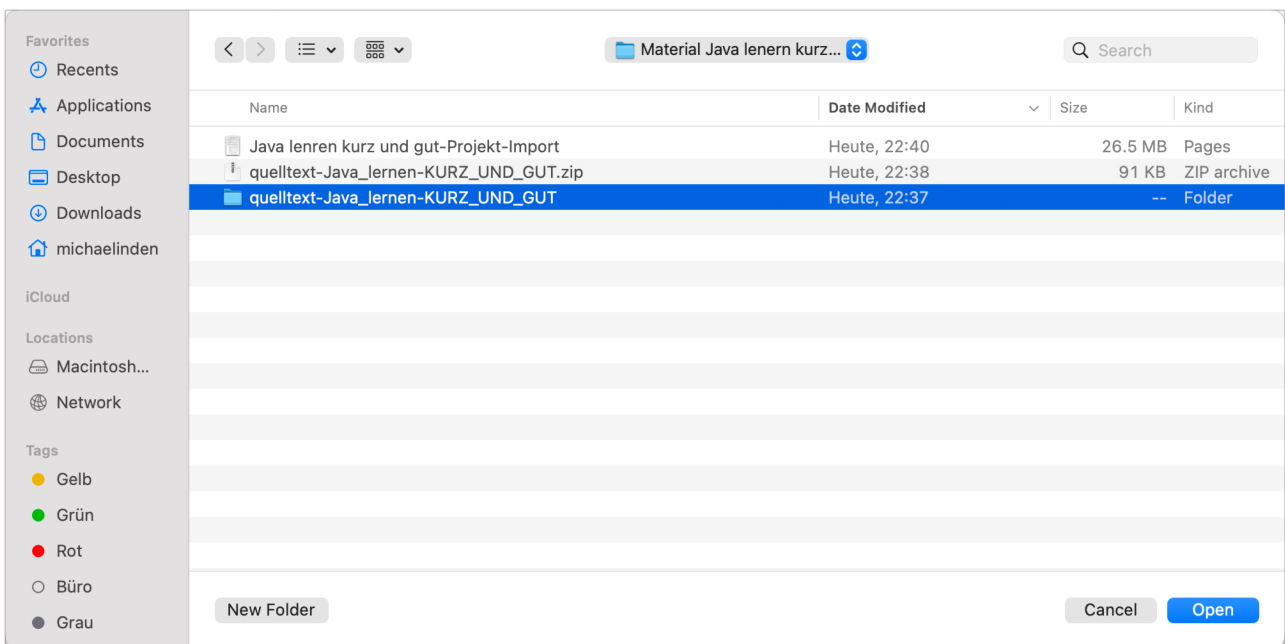 Favorites
Recents
Applications
Documents
Desktop
Downloads
michaelinden
iCloud
Locations
Macintosh...
Network
Tags
Gelb
Grün
Rot
Büro
Grau
Material Java lenern kurz...
Search
Name Date Modified Size Kind
Java lenren kurz und gut-Projekt-Import Heute, 22:40 26.5 MB Pages
quelltext-Java_lernen-KURZ_UND_GUT.zip Heute, 22:38 91 KB ZIP archive
quelltext-Java_lernen-KURZ_UND_GUT Heute, 22:37 -- Folder
New Folder Cancel Open